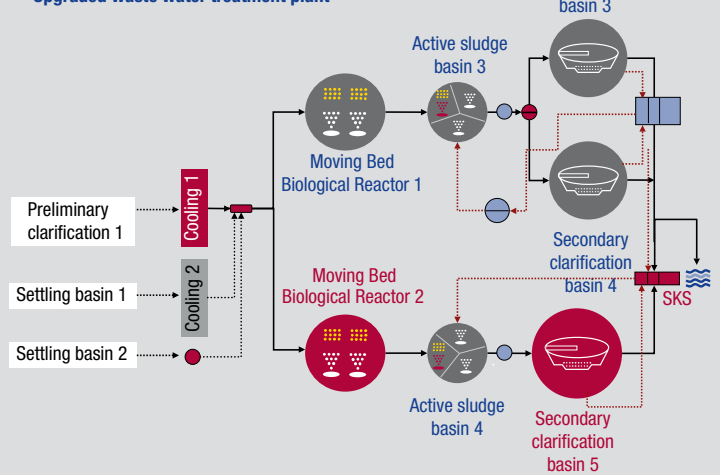 Upgraded waste water treatment plant
basin 3
Active sludge
basin 3
Moving Bed
Biological Reactor 1
Preliminary
clarification 1
Cooling 1
Settling basin 1
Cooling 2
Settling basin 2
Secondary
clarification
basin 4
SKS
Moving Bed
Biological Reactor 2
Active sludge
basin 4
Secondary
clarification
basin 5